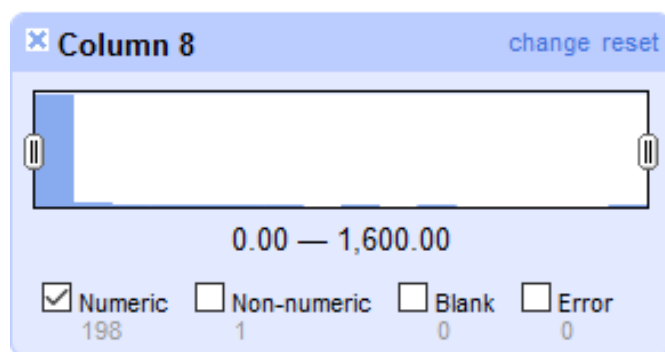 Column 8 change reset
0.00 — 1,600.00
Numeric Non-numeric Blank Error
198 1 0 0